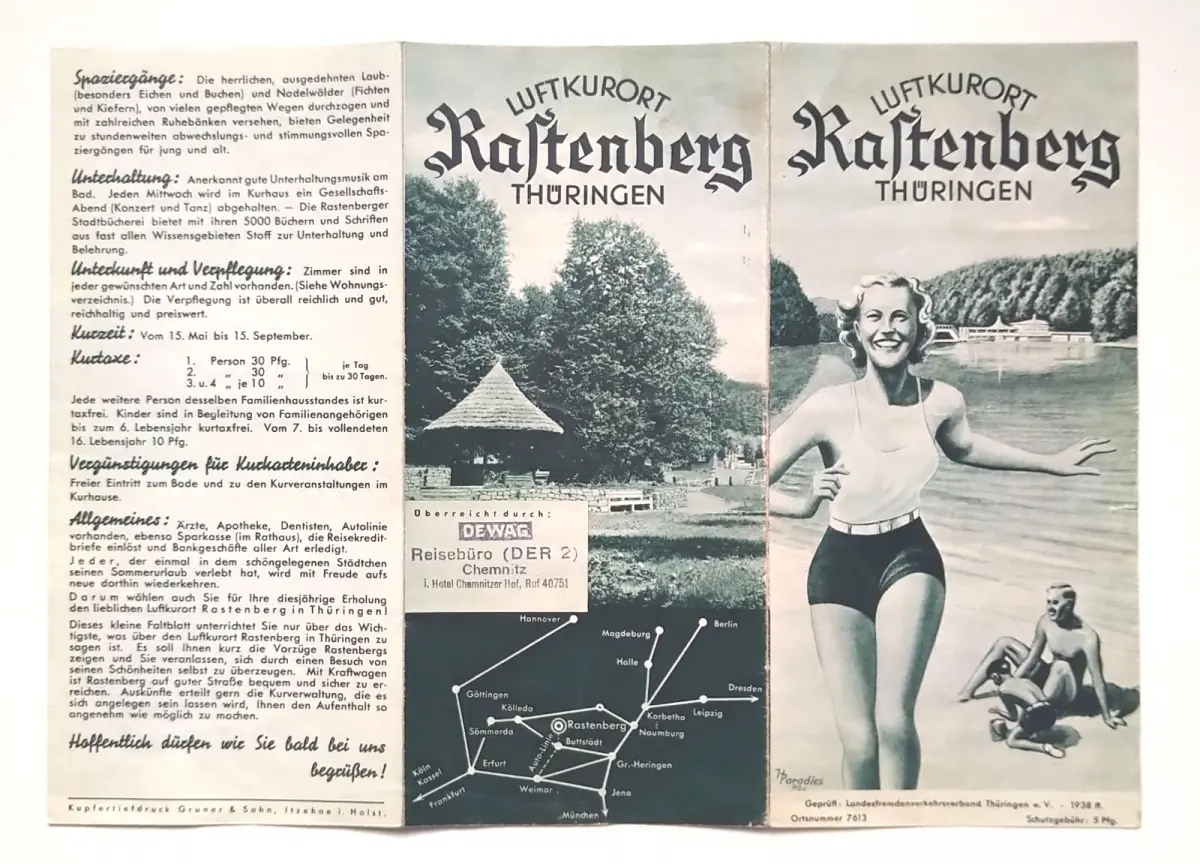 Spaziergänge: Die herrlichen, ausgedehnten Laub-
(besonders Eichen und Buchen) und Nadelwälder (Fichten
und Kiefern), von vielen gepflegten Wegen durchzogen und
mit zahlreichen Ruhebänken versehen, bieten Gelegenheit
zu stundenweiten abwechslungs- und stimmungsvollen Spa-
ziergängen für jung und alt.
Unterhaltung: Anerkannt gute Unterhaltungsmusik am
Bad. Jeden Mittwoch wird im Kurhaus ein Gesellschafts-
Abend (Konzert und Tanz) abgehalten. — Die Rastenberger
Stadtbücherei bietet mit ihren 5000 Büchern und Schriften
aus fast allen Wissensgebieten Stoff zur Unterhaltung und
Belehrung.
Unterkunft und Verpflegung: Zimmer sind in
jeder gewünschten Art und Zahl vorhanden. (Siehe Wohnungs-
verzeichnis.) Die Verpflegung ist überall reichlich und gut,
reichhaltig und preiswert.
Kurzeit: Vom 15. Mai bis 15. September.
Kurtaxe:
1. Person 30 Pfg.
2. „ 30 „
3. u. 4 „ je 10 „
je Tag
bis zu 30 Tagen.
Jede weitere Person desselben Familienhausstandes ist kur-
taxfrei. Kinder sind in Begleitung von Familienangehörigen
bis zum 6. Lebensjahr kurtaxfrei. Vom 7. bis vollendeten
16. Lebensjahr 10 Pfg.
Vergünstigungen für Kurkarteninhaber:
Freier Eintritt zum Bade und zu den Kurveranstaltungen im
Kurhause.
Allgemeines: Ärzte, Apotheke, Dentisten, Autolinie
vorhanden, ebenso Sparkasse (im Rathaus), die Reisekredit-
briefe einlöst und Bankgeschäfte aller Art erledigt.
Jeder, der einmal in dem schöngelegenen Städtchen
seinen Sommerurlaub verlebt hat, wird mit Freude aufs
neue dorthin wiederkehren.
Darum wählen auch Sie für Ihre diesjährige Erholung
den lieblichen Luftkurort Rastenberg in Thüringen!
Dieses kleine Faltblatt unterrichtet Sie nur über das Wich-
tigste, was über den Luftkurort Rastenberg in Thüringen zu
sagen ist. Es soll Ihnen kurz die Vorzüge Rastenbergs
zeigen und Sie veranlassen, sich durch einen Besuch von
seinen Schönheiten selbst zu überzeugen. Mit Kraftwagen
ist Rastenberg auf guter Straße bequem und sicher zu er-
reichen. Auskünfte erteilt gern die Kurverwaltung, die es
sich angelegen sein lassen wird, Ihnen den Aufenthalt so
angenehm wie möglich zu machen.
Hoffentlich dürfen wir Sie bald bei uns
begrüßen!
Kupfertiefdruck Gruner & Sohn, Itzehoe i. Holst.
LUFTKURORT
Raſtenberg
THÜRINGEN
Überreicht durch:
DEWAG
Reisebüro (DER 2)
Chemnitz
i. Hotel Chemnitzer Hof, Ruf 40751
Hannover
Magdeburg
Berlin
Halle
Göttingen
Dresden
Leipzig
Kölleda
Korbetha
Sömmerda
Rastenberg
Naumburg
Buttstädt
Auto-Linie
Erfurt
Gr.-Heringen
Köln
Kassel
Frankfurt
Weimar
Jena
München
LUFTKURORT
Raſtenberg
THÜRINGEN
Paradies
Geprüft: Landesfremdenverkehrsverband Thüringen e. V. - 1938 ff.
Ortsnummer 7613
Schutzgebühr: 5 Pfg.